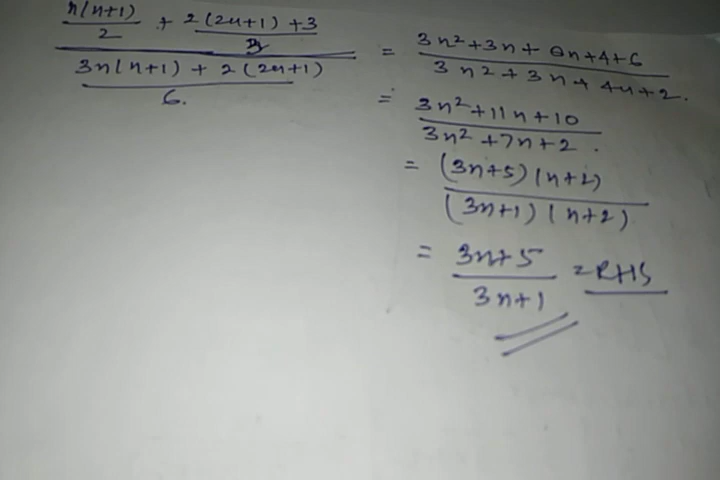 n(n+1)/2 + 2(2n+1)+3/3 = 3n²+3n+8n+4+6
3n(n+1) + 2(2n+1)/6. 3n2+3n+4n+2.
= 3n²+11n+10
3n²+7n+2.
= (3n+5)(n+2)
(3n+1)(n+2)
= 3n+5 = RHS
3n+1